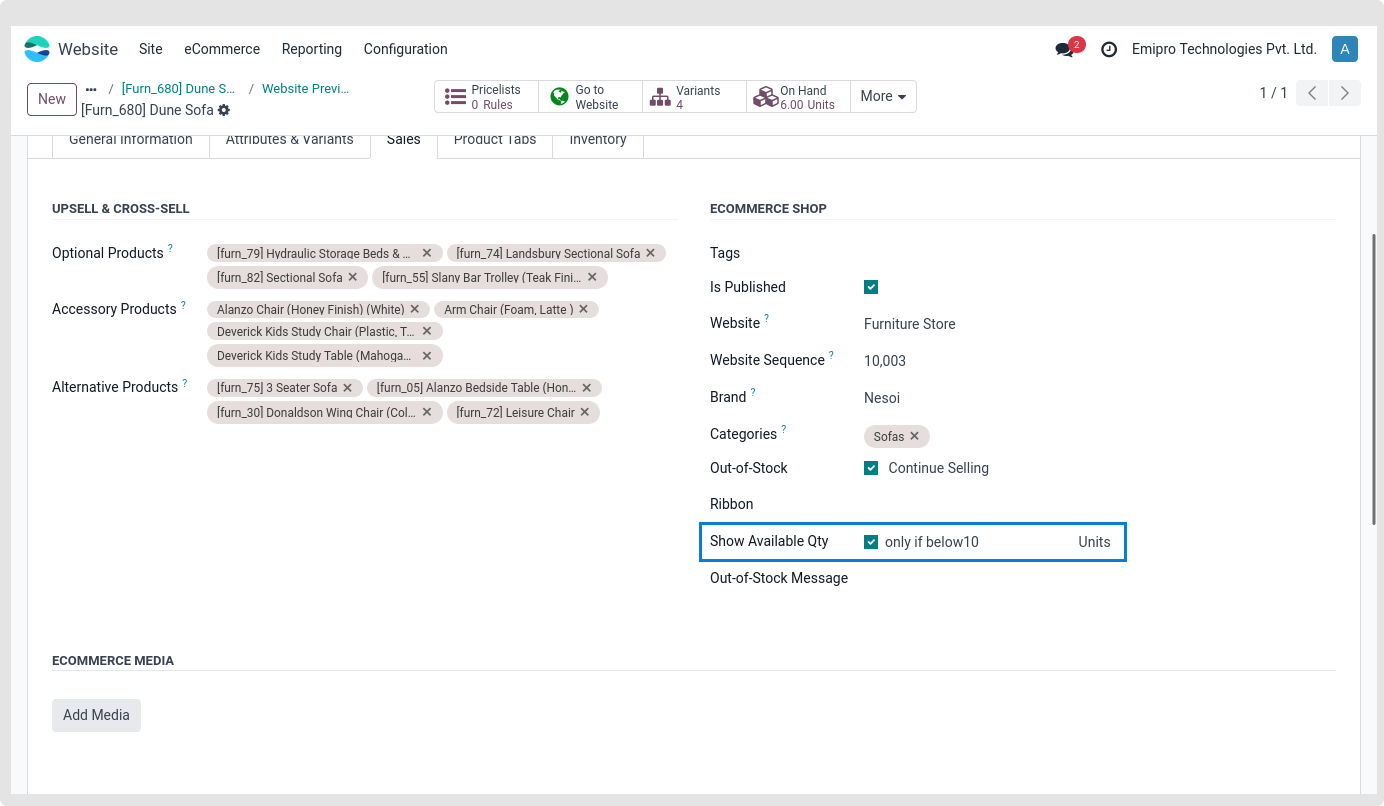 Website Site eCommerce Reporting Configuration 2 Emipro Technologies Pvt. Ltd. A
New ... / [Furn_680] Dune S... / Website Previ...
[Furn_680] Dune Sofa
Pricelists
0 Rules
Go to
Website
Variants
4
On Hand
6.00 Units
More
1 / 1
General Information Attributes & Variants Sales Product Tabs Inventory
UPSELL & CROSS-SELL
Optional Products ? [furn_79] Hydraulic Storage Beds & ... [furn_74] Landsbury Sectional Sofa
[furn_82] Sectional Sofa [furn_55] Slany Bar Trolley (Teak Fini...
Accessory Products ? Alanzo Chair (Honey Finish) (White) Arm Chair (Foam, Latte )
Deverick Kids Study Chair (Plastic, T...
Deverick Kids Study Table (Mahoga...
Alternative Products ? [furn_75] 3 Seater Sofa [furn_05] Alanzo Bedside Table (Hon...
[furn_30] Donaldson Wing Chair (Col... [furn_72] Leisure Chair
ECOMMERCE SHOP
Tags
Is Published
Website ? Furniture Store
Website Sequence ? 10,003
Brand ? Nesoi
Categories ? Sofas
Out-of-Stock Continue Selling
Ribbon
Show Available Qty only if below10 Units
Out-of-Stock Message
ECOMMERCE MEDIA
Add Media